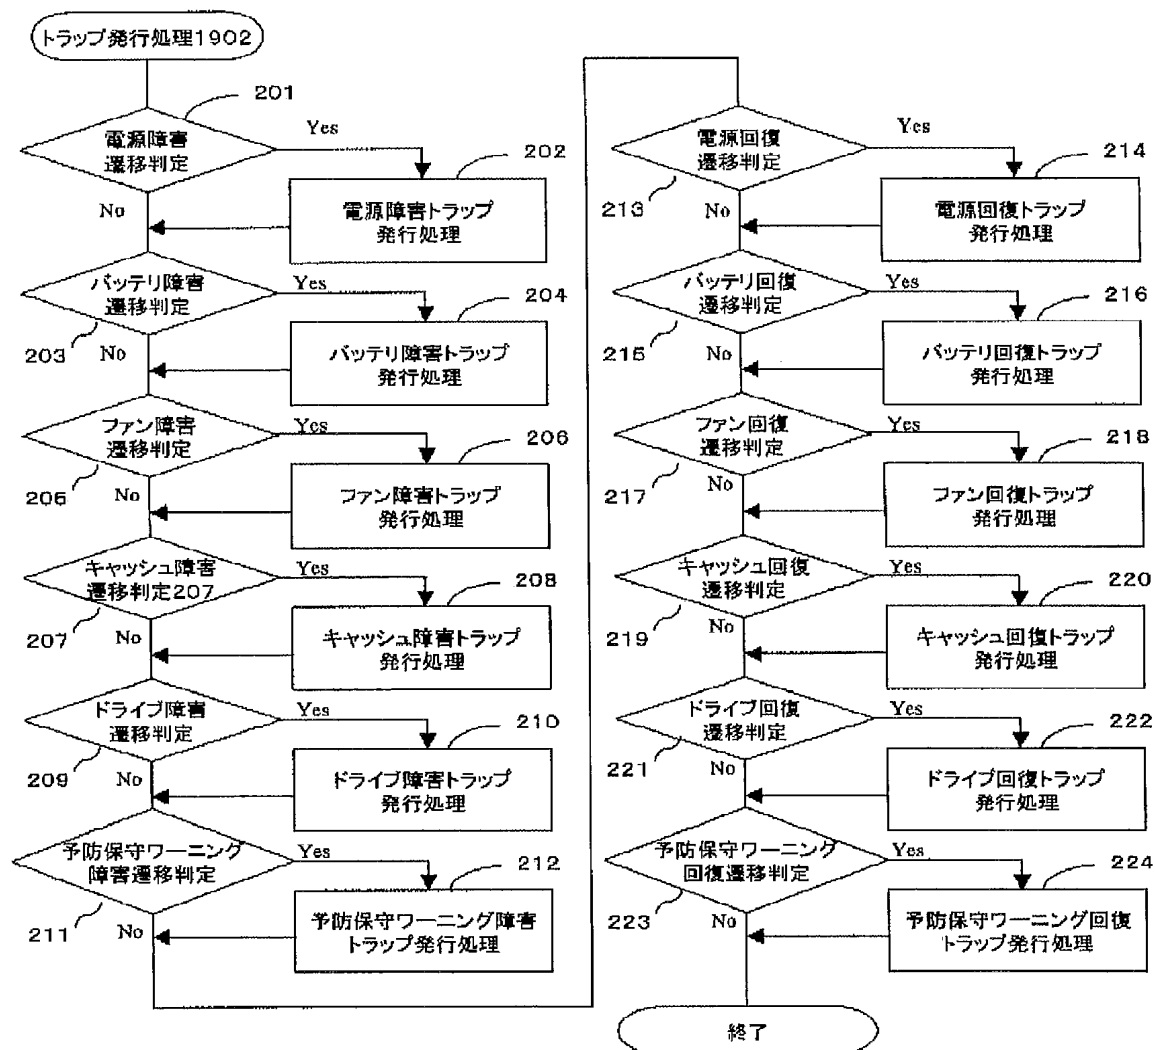 トラップ発行処理1902
201
電源障害
遷移判定
Yes
No
202
電源障害トラップ
発行処理
バッテリ障害
遷移判定
Yes
203
No
204
バッテリ障害トラップ
発行処理
ファン障害
遷移判定
Yes
205
No
206
ファン障害トラップ
発行処理
キャッシュ障害
遷移判定207
Yes
207
No
208
キャッシュ障害トラップ
発行処理
ドライブ障害
遷移判定
Yes
209
No
210
ドライブ障害トラップ
発行処理
予防保守ワーニング
障害遷移判定
Yes
211
No
212
予防保守ワーニング障害
トラップ発行処理
電源回復
遷移判定
Yes
213
No
214
電源回復トラップ
発行処理
バッテリ回復
遷移判定
Yes
215
No
216
バッテリ回復トラップ
発行処理
ファン回復
遷移判定
Yes
217
No
218
ファン回復トラップ
発行処理
キャッシュ回復
遷移判定
Yes
219
No
220
キャッシュ回復トラップ
発行処理
ドライブ回復
遷移判定
Yes
221
No
222
ドライブ回復トラップ
発行処理
予防保守ワーニング
回復遷移判定
Yes
223
No
224
予防保守ワーニング回復
トラップ発行処理
終了